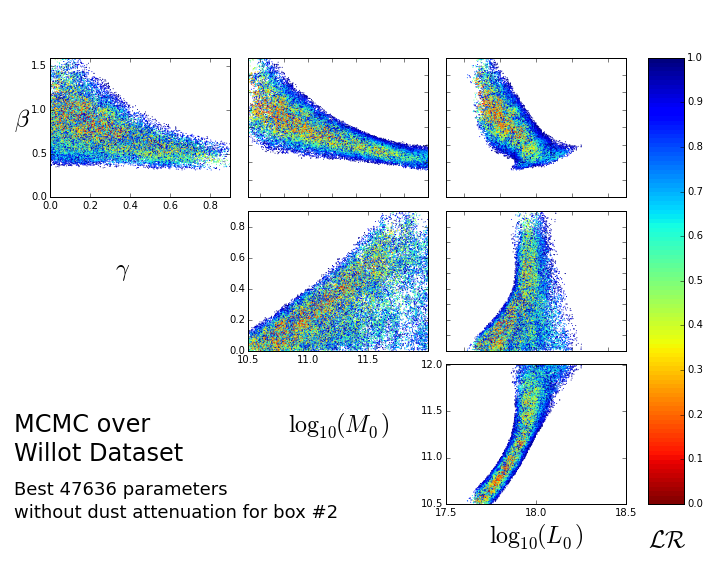 1.5
1.0
0.5
0.0
β
0.0 0.2 0.4 0.6 0.8
γ
0.8
0.6
0.4
0.2
0.0
10.5 11.0 11.5
log₁₀(M₀)
12.0
11.5
11.0
10.5
17.5 18.0 18.5
log₁₀(L₀)
1.0
0.9
0.8
0.7
0.6
0.5
0.4
0.3
0.2
0.1
0.0
ℒℛ
MCMC over
Willot Dataset
Best 47636 parameters
without dust attenuation for box #2